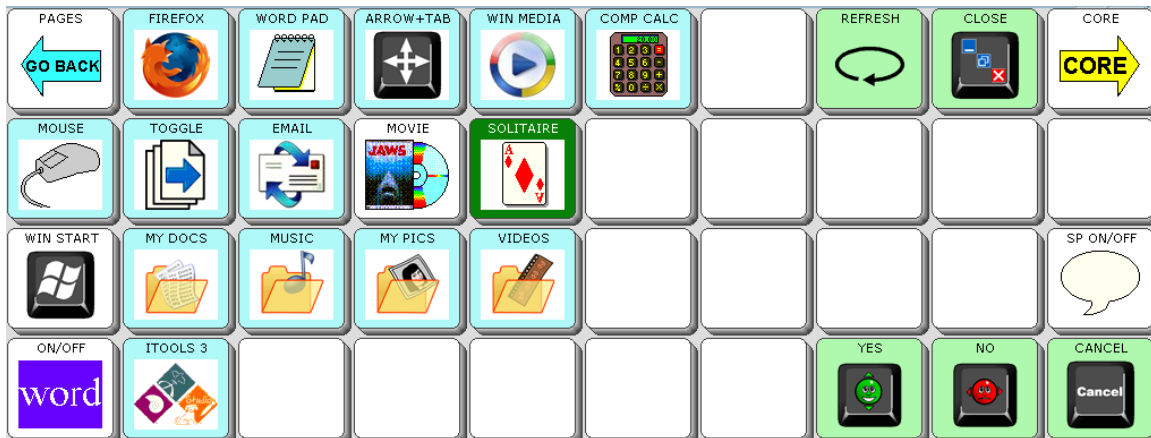 PAGES FIREFOX WORD PAD ARROW+TAB WIN MEDIA COMP CALC REFRESH CLOSE CORE
GO BACK
CORE
MOUSE TOGGLE EMAIL MOVIE SOLITAIRE
JAWS
A
A
WIN START MY DOCS MUSIC MY PICS VIDEOS SP ON/OFF
ON/OFF ITOOLS 3 YES NO CANCEL
word
Cancel